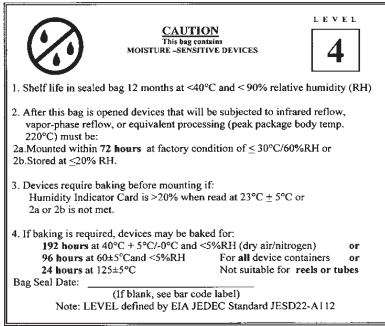 LEVEL
CAUTION
This bag contains
MOISTURE –SENSITIVE DEVICES
4
1. Shelf life in sealed bag 12 months at <40°C and < 90% relative humidity (RH)
2. After this bag is opened devices that will be subjected to infrared reflow,
vapor-phase reflow, or equivalent processing (peak package body temp.
220°C) must be:
2a.Mounted within 72 hours at factory condition of ≤ 30°C/60%RH or
2b.Stored at ≤20% RH.
3. Devices require baking before mounting if:
Humidity Indicator Card is >20% when read at 23°C ± 5°C or
2a or 2b is not met.
4. If baking is required, devices may be baked for:
192 hours at 40°C + 5°C/-0°C and <5%RH (dry air/nitrogen) or
96 hours at 60±5°Cand <5%RH For all device containers or
24 hours at 125±5°C Not suitable for reels or tubes
Bag Seal Date:
(If blank, see bar code label)
Note: LEVEL defined by EIA JEDEC Standard JESD22-A112